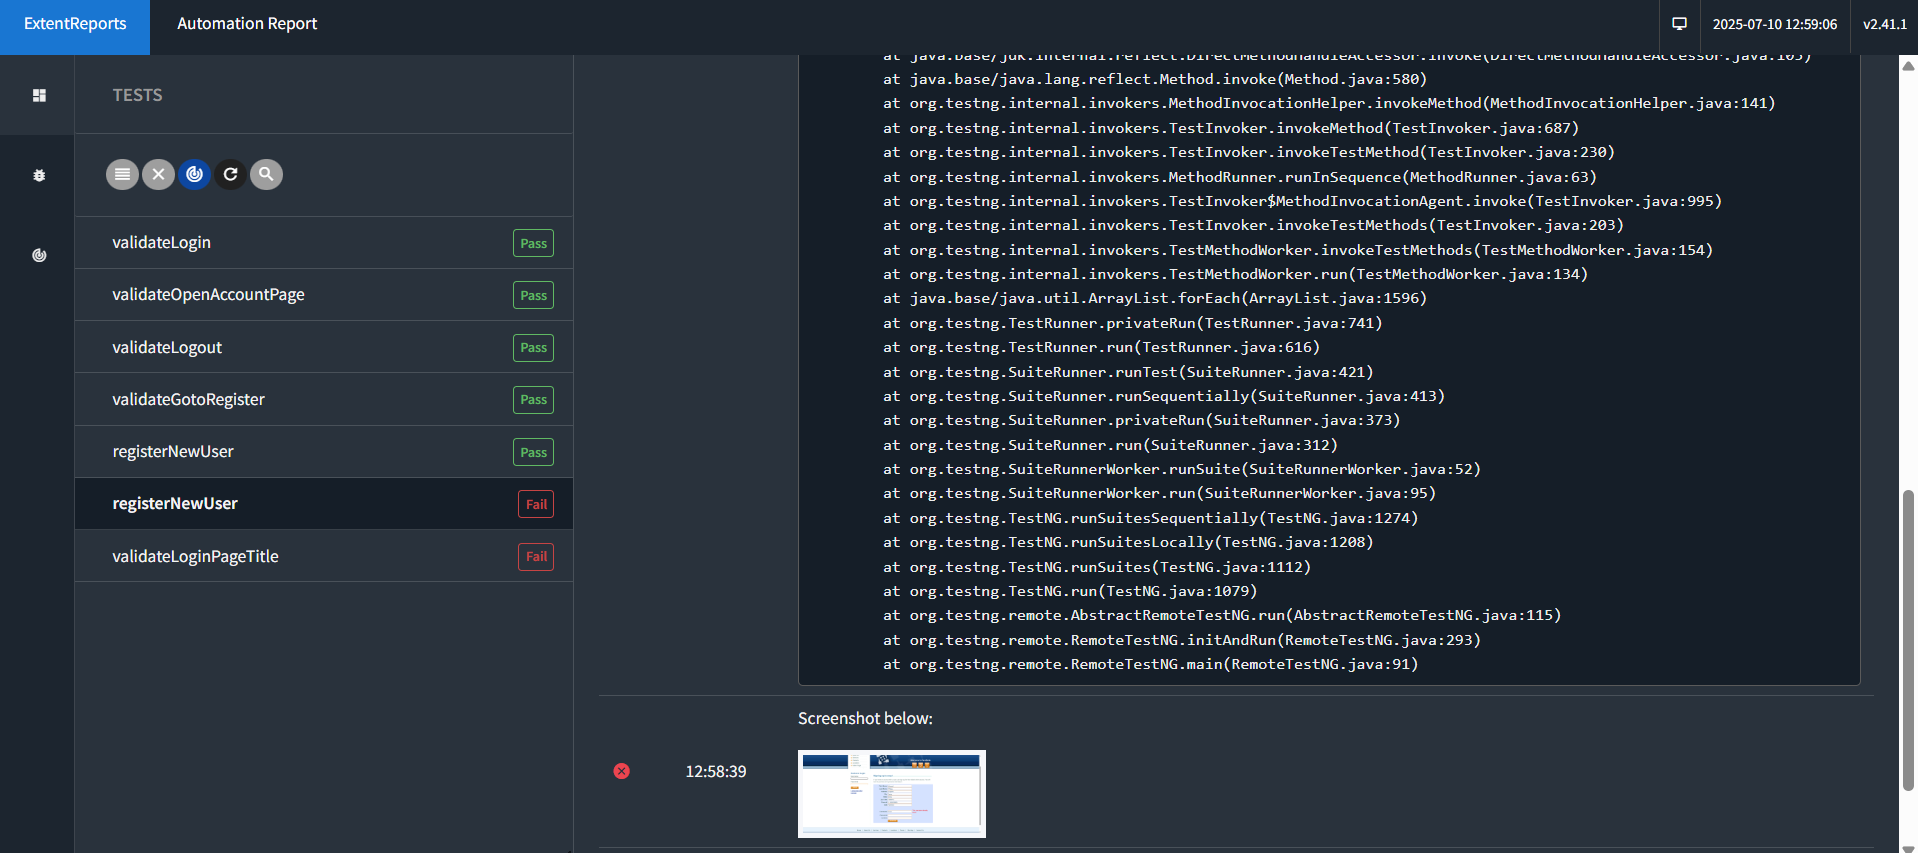 ExtentReports
Automation Report
2025-07-10 12:59:06
v2.41.1
TESTS
validateLogin
Pass
validateOpenAccountPage
Pass
validateLogout
Pass
validateGotoRegister
Pass
registerNewUser
Pass
registerNewUser
Fail
validateLoginPageTitle
Fail
at java.base/jdk.internal.reflect.DirectMethodHandleAccessor.invoke(DirectMethodHandleAccessor.java:103)
at java.base/java.lang.reflect.Method.invoke(Method.java:580)
at org.testng.internal.invokers.MethodInvocationHelper.invokeMethod(MethodInvocationHelper.java:141)
at org.testng.internal.invokers.TestInvoker.invokeMethod(TestInvoker.java:687)
at org.testng.internal.invokers.TestInvoker.invokeTestMethod(TestInvoker.java:230)
at org.testng.internal.invokers.MethodRunner.runInSequence(MethodRunner.java:63)
at org.testng.internal.invokers.TestInvoker$MethodInvocationAgent.invoke(TestInvoker.java:995)
at org.testng.internal.invokers.TestInvoker.invokeTestMethods(TestInvoker.java:203)
at org.testng.internal.invokers.TestMethodWorker.invokeTestMethods(TestMethodWorker.java:154)
at org.testng.internal.invokers.TestMethodWorker.run(TestMethodWorker.java:134)
at java.base/java.util.ArrayList.forEach(ArrayList.java:1596)
at org.testng.TestRunner.privateRun(TestRunner.java:741)
at org.testng.TestRunner.run(TestRunner.java:616)
at org.testng.SuiteRunner.runTest(SuiteRunner.java:421)
at org.testng.SuiteRunner.runSequentially(SuiteRunner.java:413)
at org.testng.SuiteRunner.privateRun(SuiteRunner.java:373)
at org.testng.SuiteRunner.run(SuiteRunner.java:312)
at org.testng.SuiteRunnerWorker.runSuite(SuiteRunnerWorker.java:52)
at org.testng.SuiteRunnerWorker.run(SuiteRunnerWorker.java:95)
at org.testng.TestNG.runSuitesSequentially(TestNG.java:1274)
at org.testng.TestNG.runSuitesLocally(TestNG.java:1208)
at org.testng.TestNG.runSuites(TestNG.java:1112)
at org.testng.TestNG.run(TestNG.java:1079)
at org.testng.remote.AbstractRemoteTestNG.run(AbstractRemoteTestNG.java:115)
at org.testng.remote.RemoteTestNG.initAndRun(RemoteTestNG.java:293)
at org.testng.remote.RemoteTestNG.main(RemoteTestNG.java:91)
Screenshot below:
12:58:39